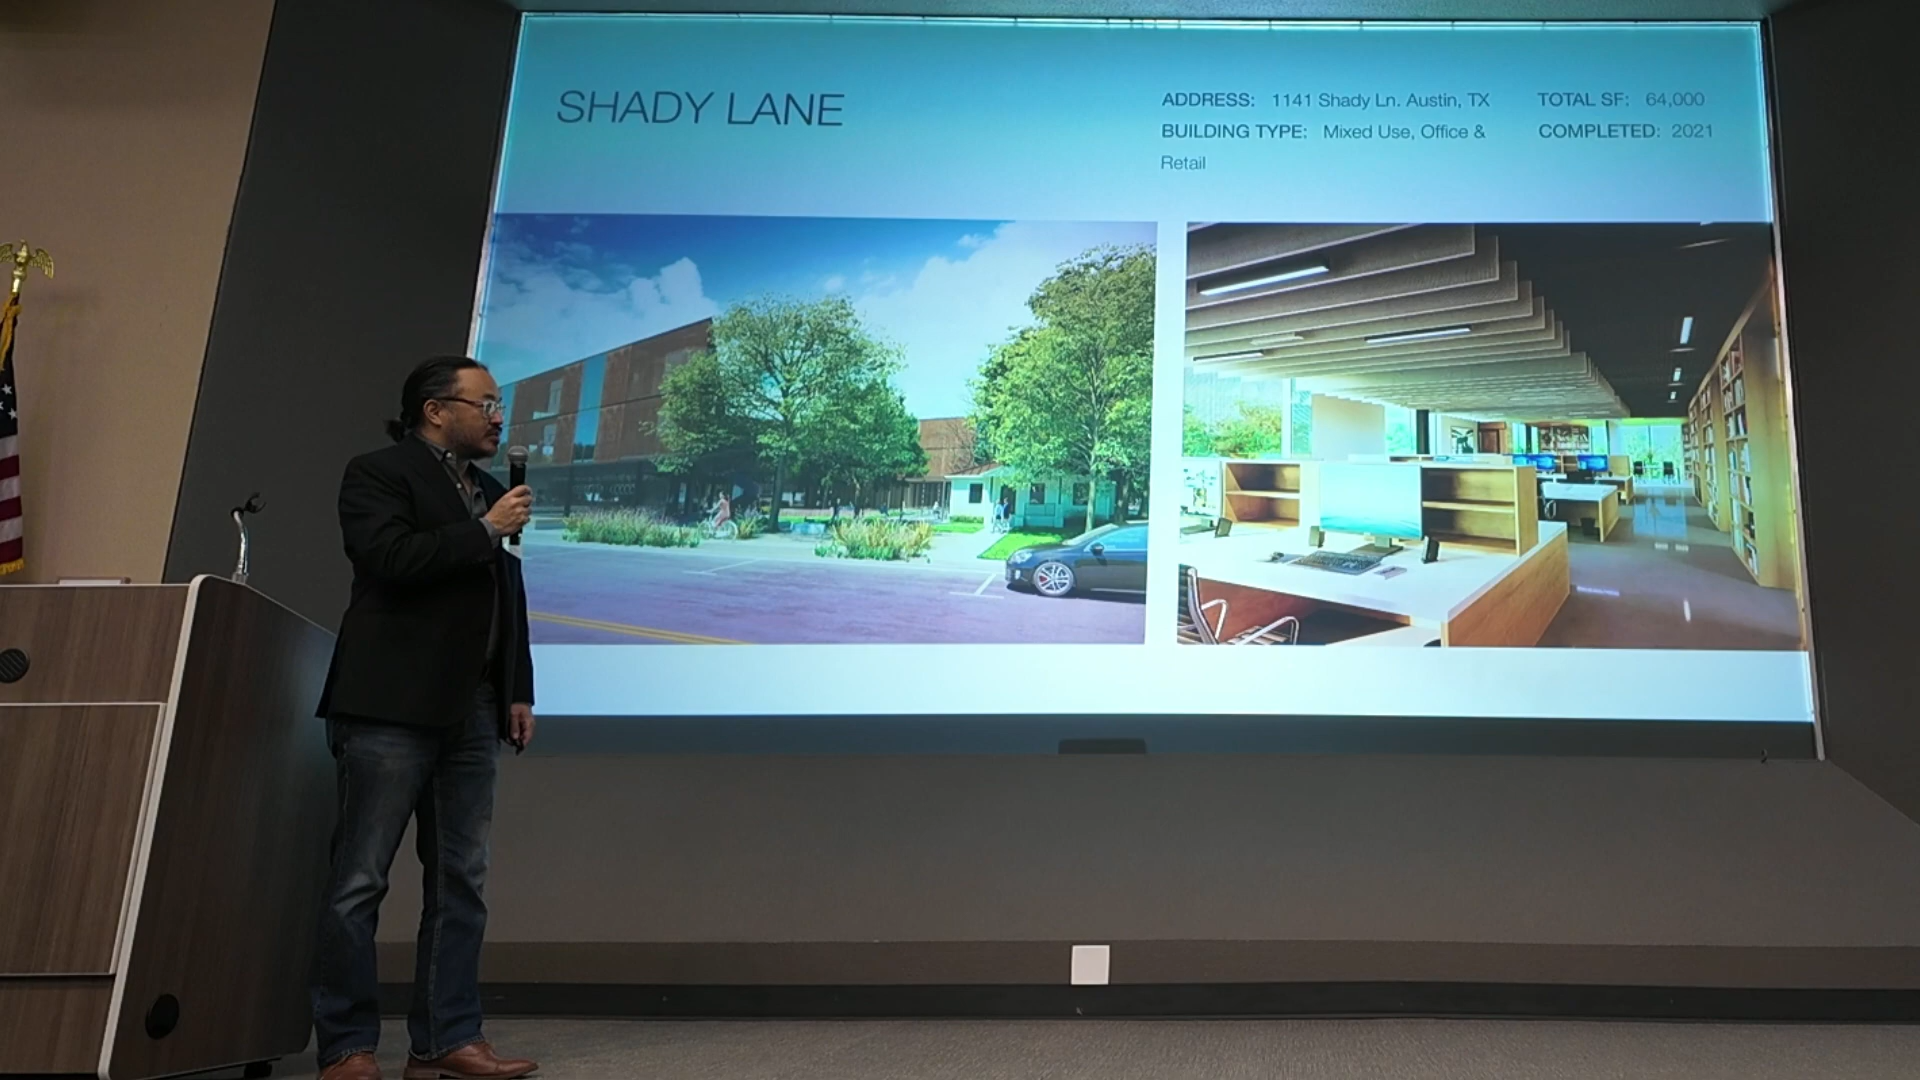 SHADY LANE
ADDRESS: 1141 Shady Ln. Austin, TX
BUILDING TYPE: Mixed Use, Office &
Retail
TOTAL SF: 64,000
COMPLETED: 2021